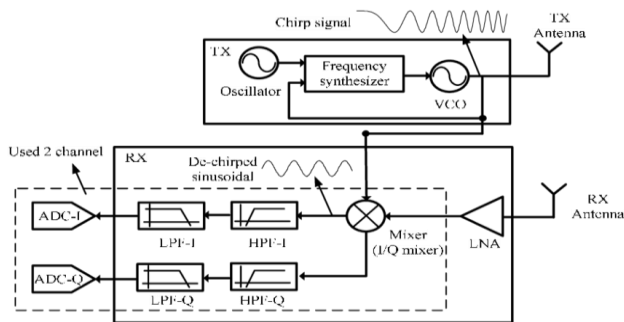 Chirp signal
TX
Antenna
TX
Oscillator
Frequency
synthesizer
VCO
Used 2 channel
RX
De-chirped
sinusoidal
RX
Antenna
ADC-I
LPF-I
HPF-I
Mixer
(I/Q mixer)
LNA
ADC-Q
LPF-Q
HPF-Q